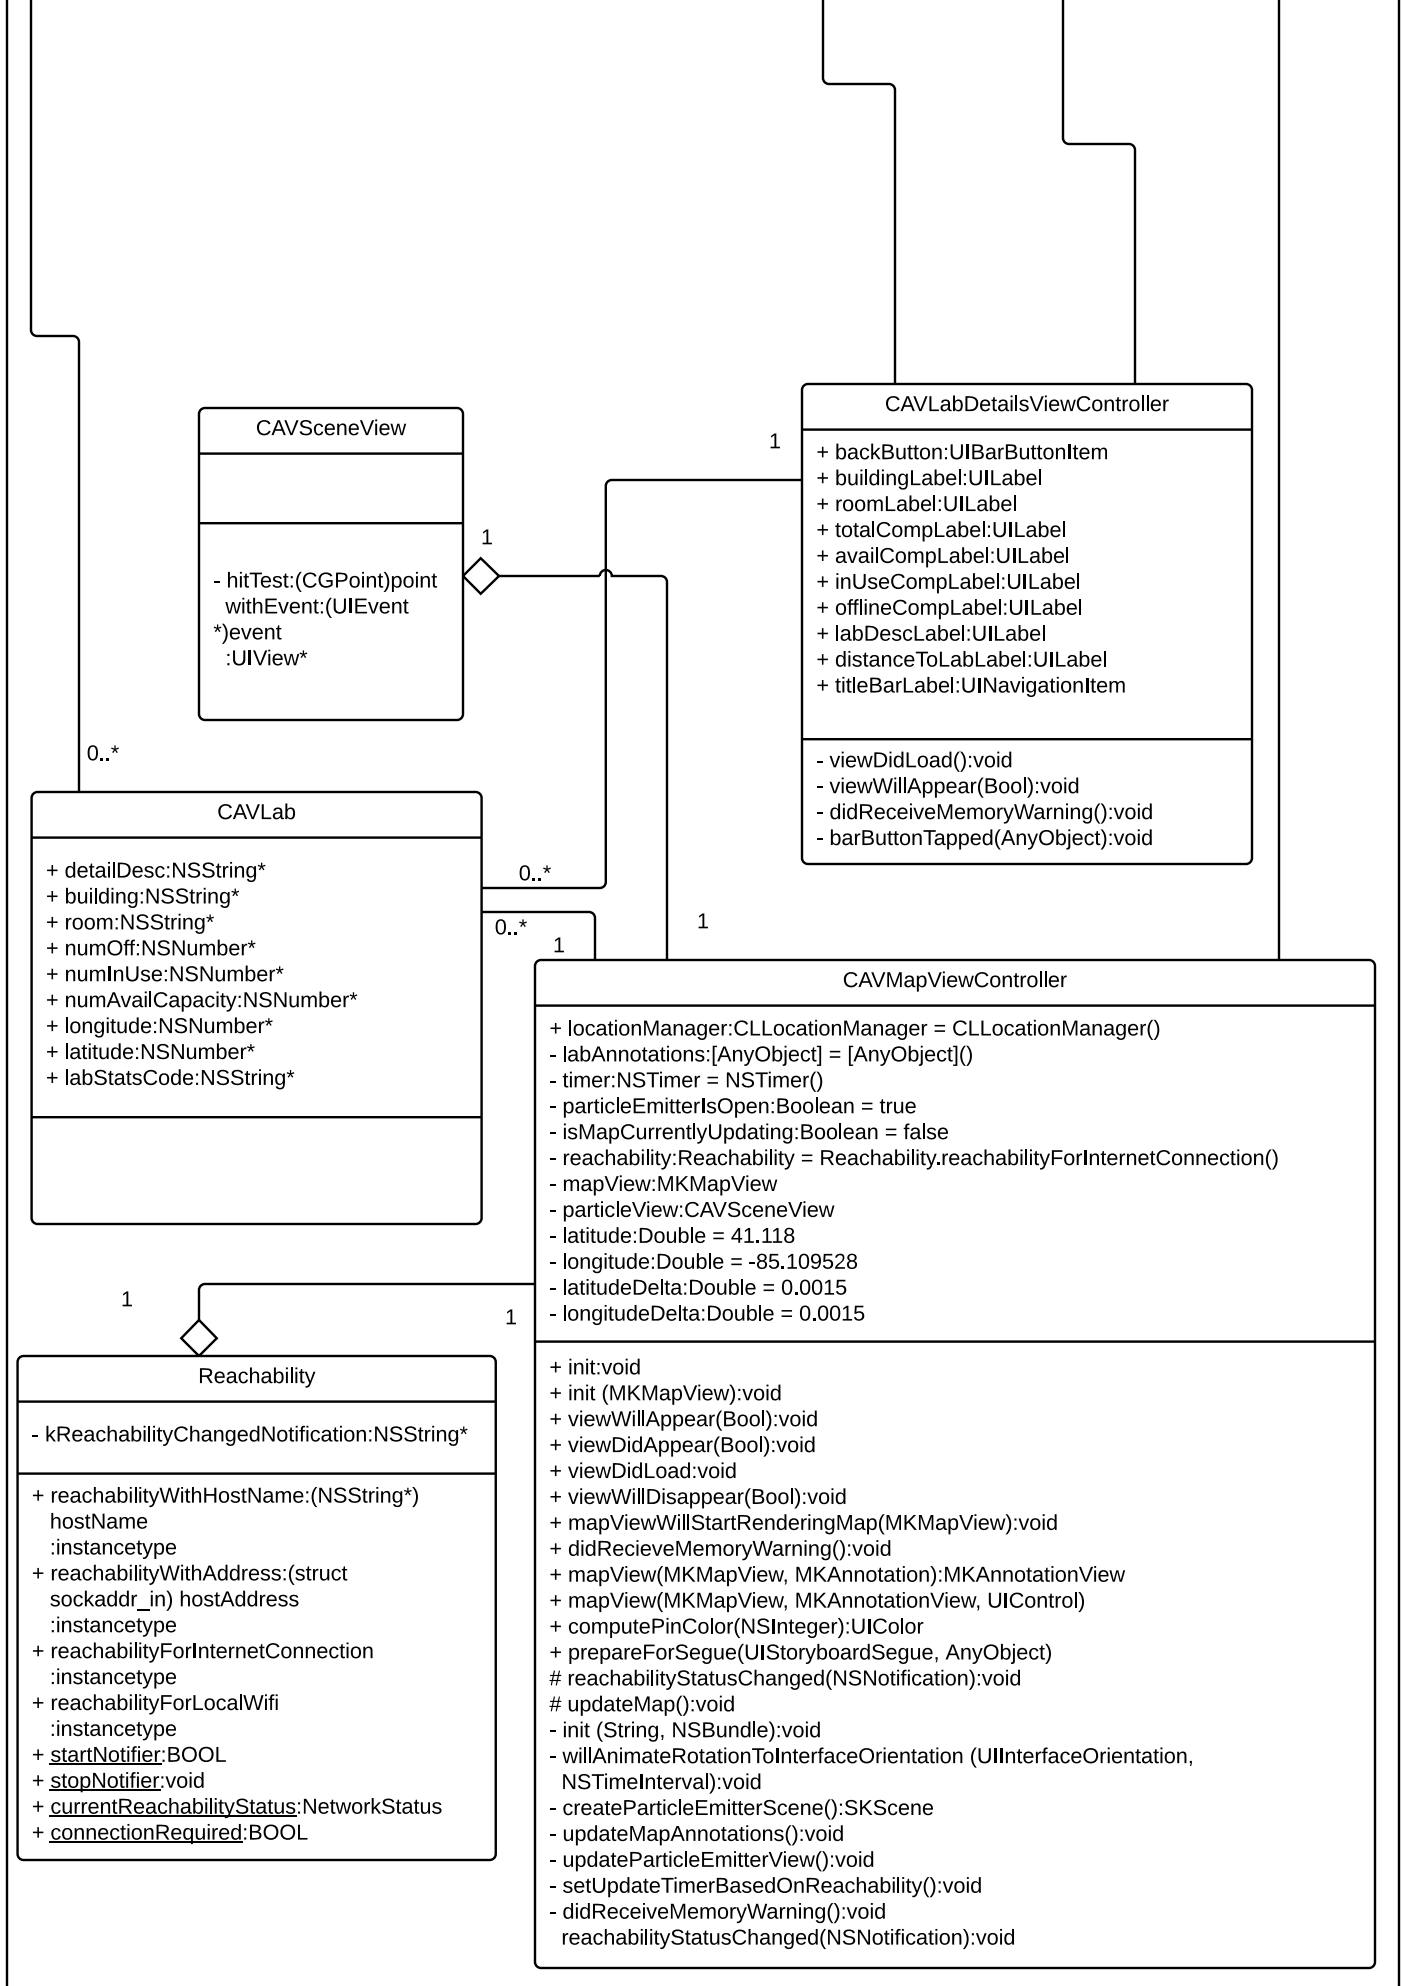 CAVSceneView
- hitTest:(CGPoint)point
withEvent:(UIEvent
*)event
:UIView*
1
CAVLabDetailsViewController
+ backButton:UIBarButtonItem
+ buildingLabel:UILabel
+ roomLabel:UILabel
+ totalCompLabel:UILabel
+ availCompLabel:UILabel
+ inUseCompLabel:UILabel
+ offlineCompLabel:UILabel
+ labDescLabel:UILabel
+ distanceToLabLabel:UILabel
+ titleBarLabel:UINavigationItem
- viewDidLoad():void
- viewWillAppear(Bool):void
- didReceiveMemoryWarning():void
- barButtonTapped(AnyObject):void
1
0..*
CAVLab
+ detailDesc:NSString*
+ building:NSString*
+ room:NSString*
+ numOff:NSNumber*
+ numInUse:NSNumber*
+ numAvailCapacity:NSNumber*
+ longitude:NSNumber*
+ latitude:NSNumber*
+ labStatsCode:NSString*
0..*
0..*
1
1
CAVMapViewController
+ locationManager:CLLocationManager = CLLocationManager()
- labAnnotations:[AnyObject] = [AnyObject]()
- timer:NSTimer = NSTimer()
- particleEmitterIsOpen:Boolean = true
- isMapCurrentlyUpdating:Boolean = false
- reachability:Reachability = Reachability.reachabilityForInternetConnection()
- mapView:MKMapView
- particleView:CAVSceneView
- latitude:Double = 41.118
- longitude:Double = -85.109528
- latitudeDelta:Double = 0.0015
- longitudeDelta:Double = 0.0015
+ init:void
+ init (MKMapView):void
+ viewWillAppear(Bool):void
+ viewDidAppear(Bool):void
+ viewDidLoad:void
+ viewWillDisappear(Bool):void
+ mapViewWillStartRenderingMap(MKMapView):void
+ didRecieveMemoryWarning():void
+ mapView(MKMapView, MKAnnotation):MKAnnotationView
+ mapView(MKMapView, MKAnnotationView, UIControl)
+ computePinColor(NSInteger):UIColor
+ prepareForSegue(UIStoryboardSegue, AnyObject)
# reachabilityStatusChanged(NSNotification):void
# updateMap():void
- init (String, NSBundle):void
- willAnimateRotationToInterfaceOrientation (UIInterfaceOrientation,
NSTimeInterval):void
- createParticleEmitterScene():SKScene
- updateMapAnnotations():void
- updateParticleEmitterView():void
- setUpdateTimerBasedOnReachability():void
- didReceiveMemoryWarning():void
reachabilityStatusChanged(NSNotification):void
1
1
Reachability
- kReachabilityChangedNotification:NSString*
+ reachabilityWithHostName:(NSString*)
hostName
:instancetype
+ reachabilityWithAddress:(struct
sockaddr_in) hostAddress
:instancetype
+ reachabilityForInternetConnection
:instancetype
+ reachabilityForLocalWifi
:instancetype
+ startNotifier:BOOL
+ stopNotifier:void
+ currentReachabilityStatus:NetworkStatus
+ connectionRequired:BOOL